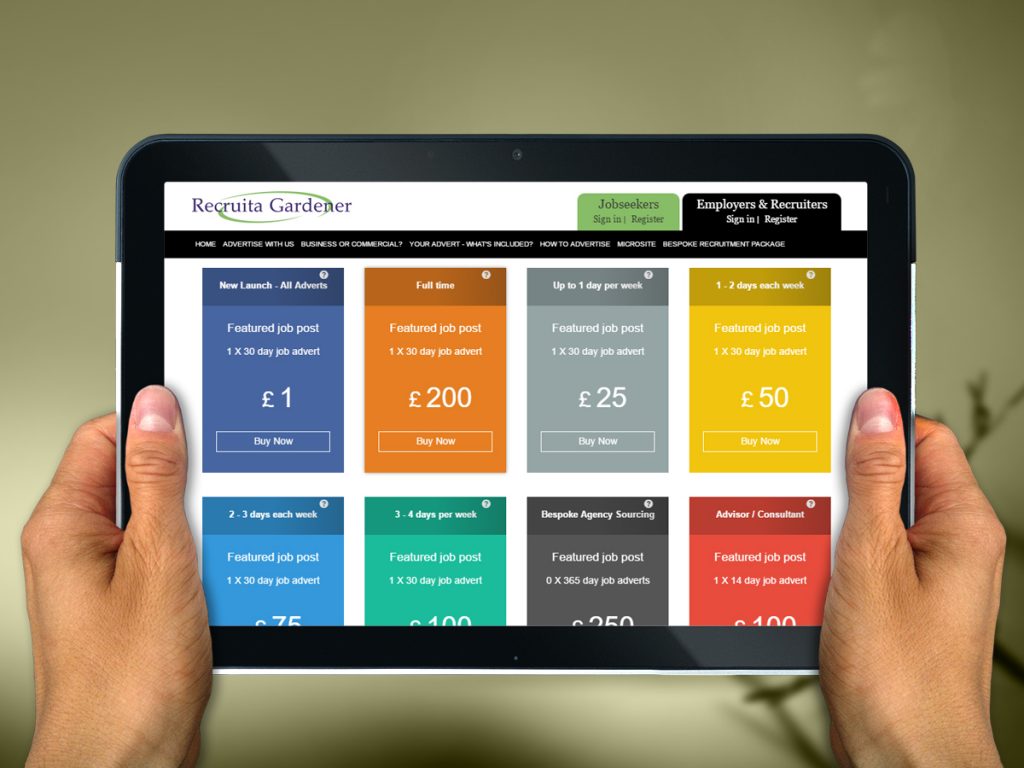 Recruita Gardener
Jobseekers
Sign in | Register
Employers & Recruiters
Sign in | Register
HOME ADVERTISE WITH US BUSINESS OR COMMERCIAL? YOUR ADVERT - WHAT'S INCLUDED? HOW TO ADVERTISE MICROSITE BESPOKE RECRUITMENT PACKAGE
New Launch - All Adverts
Featured job post
1 X 30 day job advert
£ 1
Buy Now
Full time
Featured job post
1 X 30 day job advert
£ 200
Buy Now
Up to 1 day per week
Featured job post
1 X 30 day job advert
£ 25
Buy Now
1 - 2 days each week
Featured job post
1 X 30 day job advert
£ 50
Buy Now
2 - 3 days each week
Featured job post
1 X 30 day job advert
£ 75
3 - 4 days per week
Featured job post
1 X 30 day job advert
£ 100
Bespoke Agency Sourcing
Featured job post
0 X 365 day job adverts
£ 250
Advisor / Consultant
Featured job post
1 X 14 day job advert
£ 100